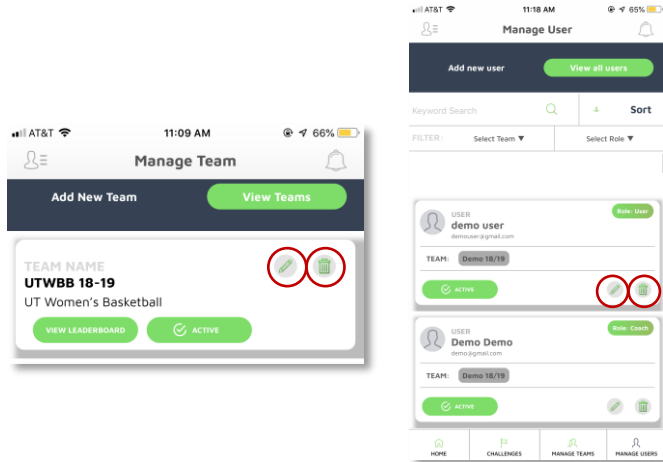 AT&T 11:09 AM 66%
Manage Team
Add New Team View Teams
TEAM NAME
UTWBB 18-19
UT Women's Basketball
VIEW LEADERBOARD ACTIVE
AT&T 11:18 AM 65%
Manage User
Add new user View all users
Keyword Search Sort
FILTER: Select Team ▼ Select Role ▼
USER Role: User
demo user
demouser@gmail.com
TEAM: Demo 18/19
ACTIVE
USER Role: Coach
Demo Demo
demo@gmail.com
TEAM: Demo 18/19
ACTIVE
HOME CHALLENGES MANAGE TEAMS MANAGE USERS